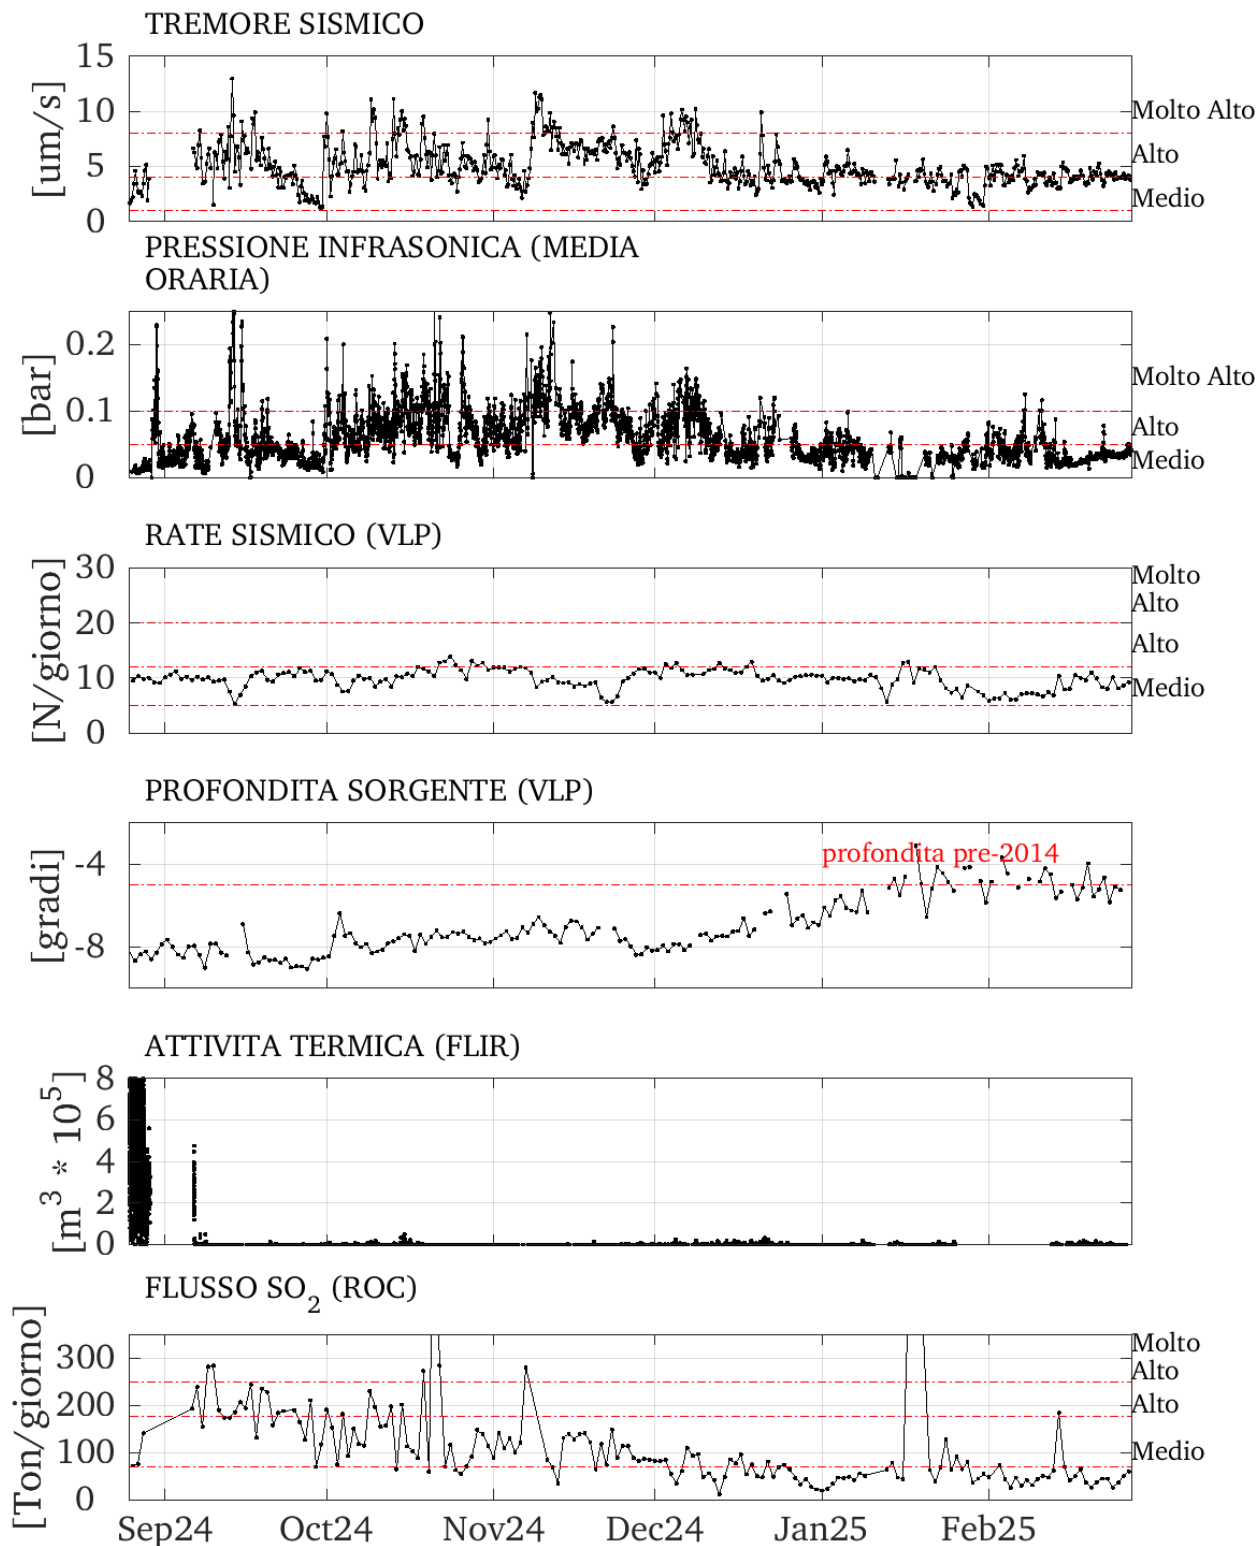 TREMORE SISMICO
15
10
5
0
[um/s]
Molto Alto
Alto
Medio
PRESSIONE INFRASONICA (MEDIA
ORARIA)
0.2
0.1
0
[bar]
Molto Alto
Alto
Medio
RATE SISMICO (VLP)
30
20
10
0
[N/giorno]
Molto
Alto
Alto
Medio
PROFONDITA SORGENTE (VLP)
-4
-8
[gradi]
profondita pre-2014
ATTIVITA TERMICA (FLIR)
8
6
4
2
0
[m³ * 10⁵]
FLUSSO SO₂ (ROC)
300
200
100
0
[Ton/giorno]
Molto
Alto
Alto
Medio
Sep24 Oct24 Nov24 Dec24 Jan25 Feb25